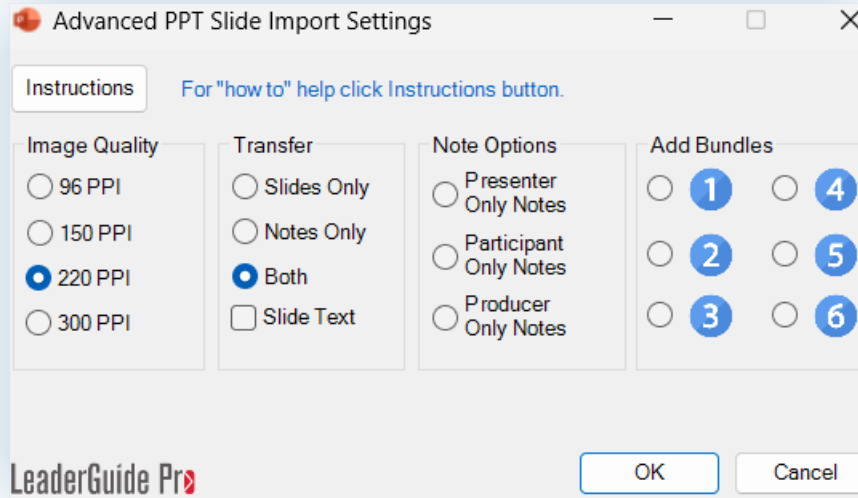 Advanced PPT Slide Import Settings
Instructions
For "how to" help click Instructions button.
Image Quality
96 PPI
150 PPI
220 PPI
300 PPI
Transfer
Slides Only
Notes Only
Both
Slide Text
Note Options
Presenter
Only Notes
Participant
Only Notes
Producer
Only Notes
Add Bundles
1
2
3
4
5
6
LeaderGuide Pro
OK
Cancel